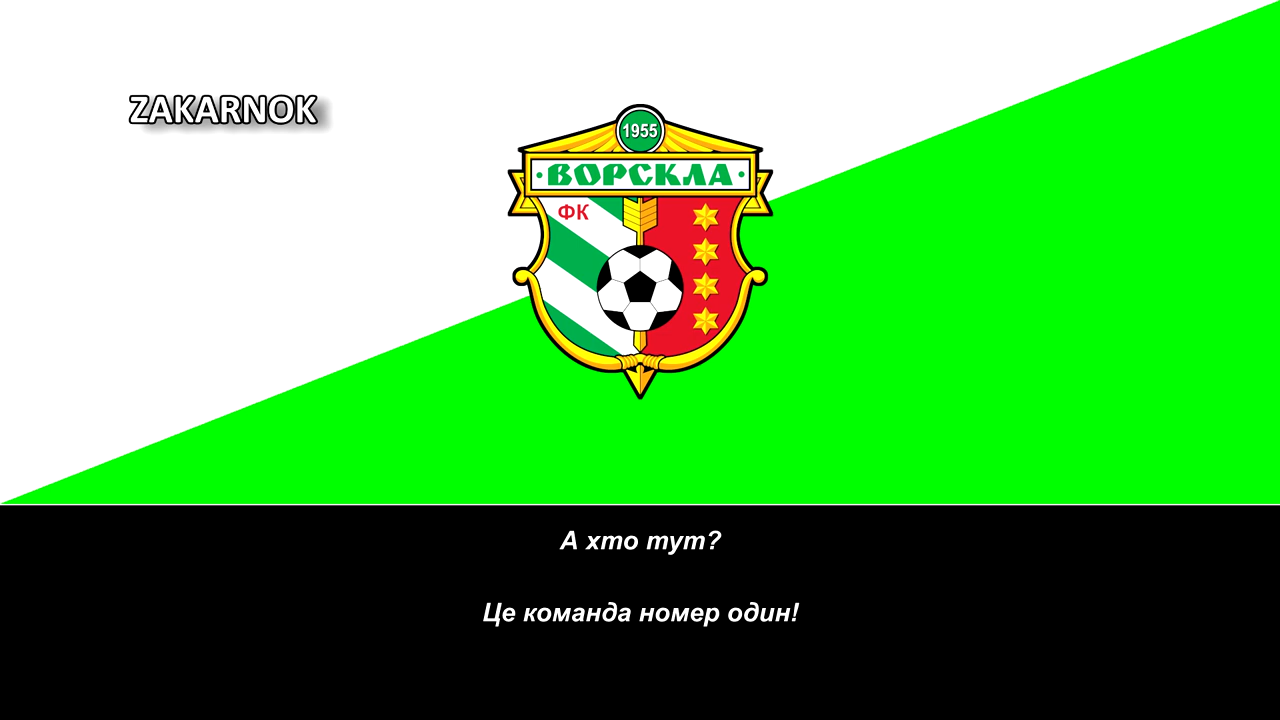 ZAKARNOK
1955
·ВОРСКЛА·
ФК
А хто тут?
Це команда номер один!